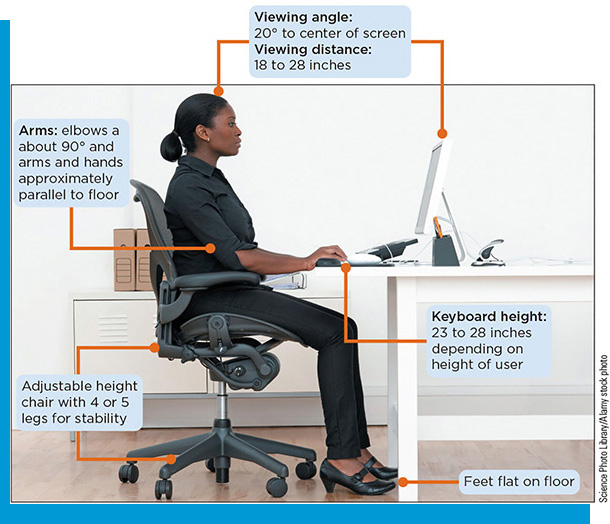 Viewing angle:
20° to center of screen
Viewing distance:
18 to 28 inches
Arms: elbows a
about 90° and
arms and hands
approximately
parallel to floor
Keyboard height:
23 to 28 inches
depending on
height of user
Adjustable height
chair with 4 or 5
legs for stability
Feet flat on floor
Science Photo Library/Alamy stock photo